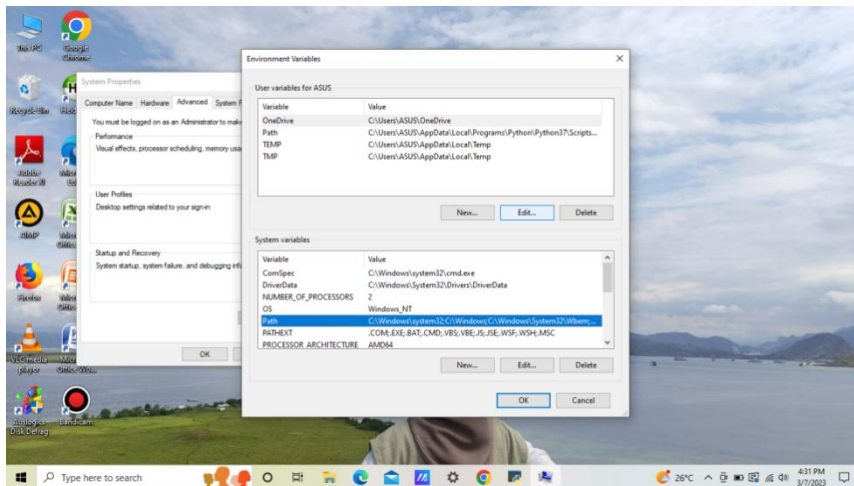 This PC
Google
Chrome
Recycle Bin
Adobe
Reader XI
AIMP
Firefox
VLC media
player
Auslogics
Disk Defrag
Bandicam
System Properties
Computer Name Hardware Advanced System
You must be logged on as an Administrator to make
Performance
Visual effects, processor scheduling, memory usa
User Profiles
Desktop settings related to your sign-in
Startup and Recovery
System startup, system failure, and debugging inf
OK
Environment Variables
User variables for ASUS
Variable Value
OneDrive C:\Users\ASUS\OneDrive
Path C:\Users\ASUS\AppData\Local\Programs\Python\Python37\Scripts...
TEMP C:\Users\ASUS\AppData\Local\Temp
TMP C:\Users\ASUS\AppData\Local\Temp
New... Edit... Delete
System variables
Variable Value
ComSpec C:\Windows\system32\cmd.exe
DriverData C:\Windows\System32\Drivers\DriverData
NUMBER_OF_PROCESSORS 2
OS Windows_NT
Path C:\Windows\system32;C:\Windows;C:\Windows\System32\Wbem;...
PATHEXT .COM;.EXE;.BAT;.CMD;.VBS;.VBE;.JS;.JSE;.WSF;.WSH;.MSC
PROCESSOR_ARCHITECTURE AMD64
New... Edit... Delete
OK Cancel
Type here to search
26°C
4:31 PM
3/7/2023